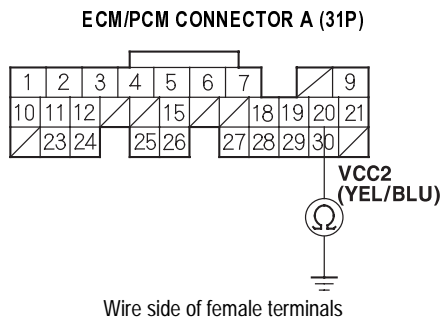 ECM/PCM CONNECTOR A (31P)
1 2 3 4 5 6 7 9
10 11 12 15 18 19 20 21
23 24 25 26 27 28 29 30
VCC2
(YEL/BLU)
Ω
Wire side of female terminals